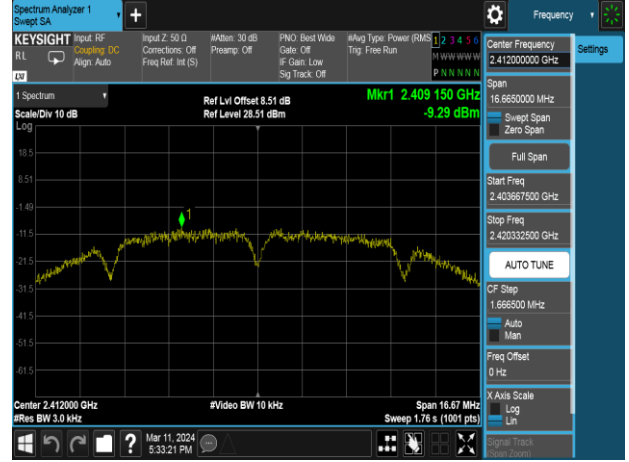 Spectrum Analyzer 1
Swept SA
Frequency
KEYSIGHT
RL
Input: RF
Coupling: DC
Align: Auto
Input Z: 50 Ω
Corrections: Off
Freq Ref: Int (S)
#Atten: 30 dB
Preamp: Off
PNO: Best Wide
Gate: Off
IF Gain: Low
Sig Track: Off
#Avg Type: Power (RMS
Trig: Free Run
1 2 3 4 5 6
M W W W W W
P N N N N N
LW
1 Spectrum
Scale/Div 10 dB
Log
Ref Lvl Offset 8.51 dB
Ref Level 28.51 dBm
Mkr1 2.409 150 GHz
-9.29 dBm
18.5
8.51
-1.49
-11.5
-21.5
-31.5
-41.5
-51.5
-61.5
1
Center 2.412000 GHz
#Res BW 3.0 kHz
#Video BW 10 kHz
Span 16.67 MHz
Sweep 1.76 s (1001 pts)
Mar 11, 2024
5:33:21 PM
Center Frequency
2.412000000 GHz
Settings
Span
16.6650000 MHz
Swept Span
Zero Span
Full Span
Start Freq
2.403667500 GHz
Stop Freq
2.420332500 GHz
AUTO TUNE
CF Step
1.666500 MHz
Auto
Man
Freq Offset
0 Hz
X Axis Scale
Log
Lin
Signal Track
(Span Zoom)